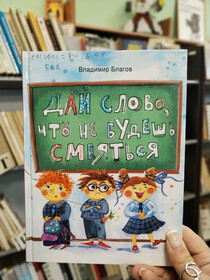 Владимир Благов
ДАЙ СЛОВО,
ЧТО НЕ БУДЕШЬ
СМЕЯТЬСЯ